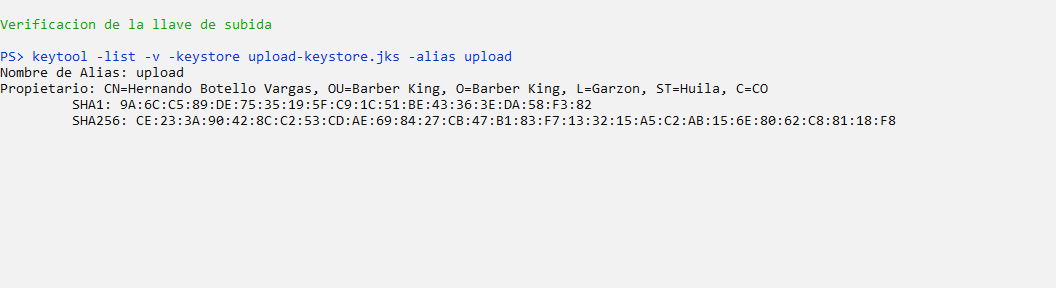 Verificacion de la llave de subida
PS> keytool -list -v -keystore upload-keystore.jks -alias upload
Nombre de Alias: upload
Propietario: CN=Hernando Botello Vargas, OU=Barber King, O=Barber King, L=Garzon, ST=Huila, C=CO
SHA1: 9A:6C:C5:89:DE:75:35:19:5F:C9:1C:51:BE:43:36:3E:DA:58:F3:82
SHA256: CE:23:3A:90:42:8C:C2:53:CD:AE:69:84:27:CB:47:B1:83:F7:13:32:15:A5:C2:AB:15:6E:80:62:C8:81:18:F8